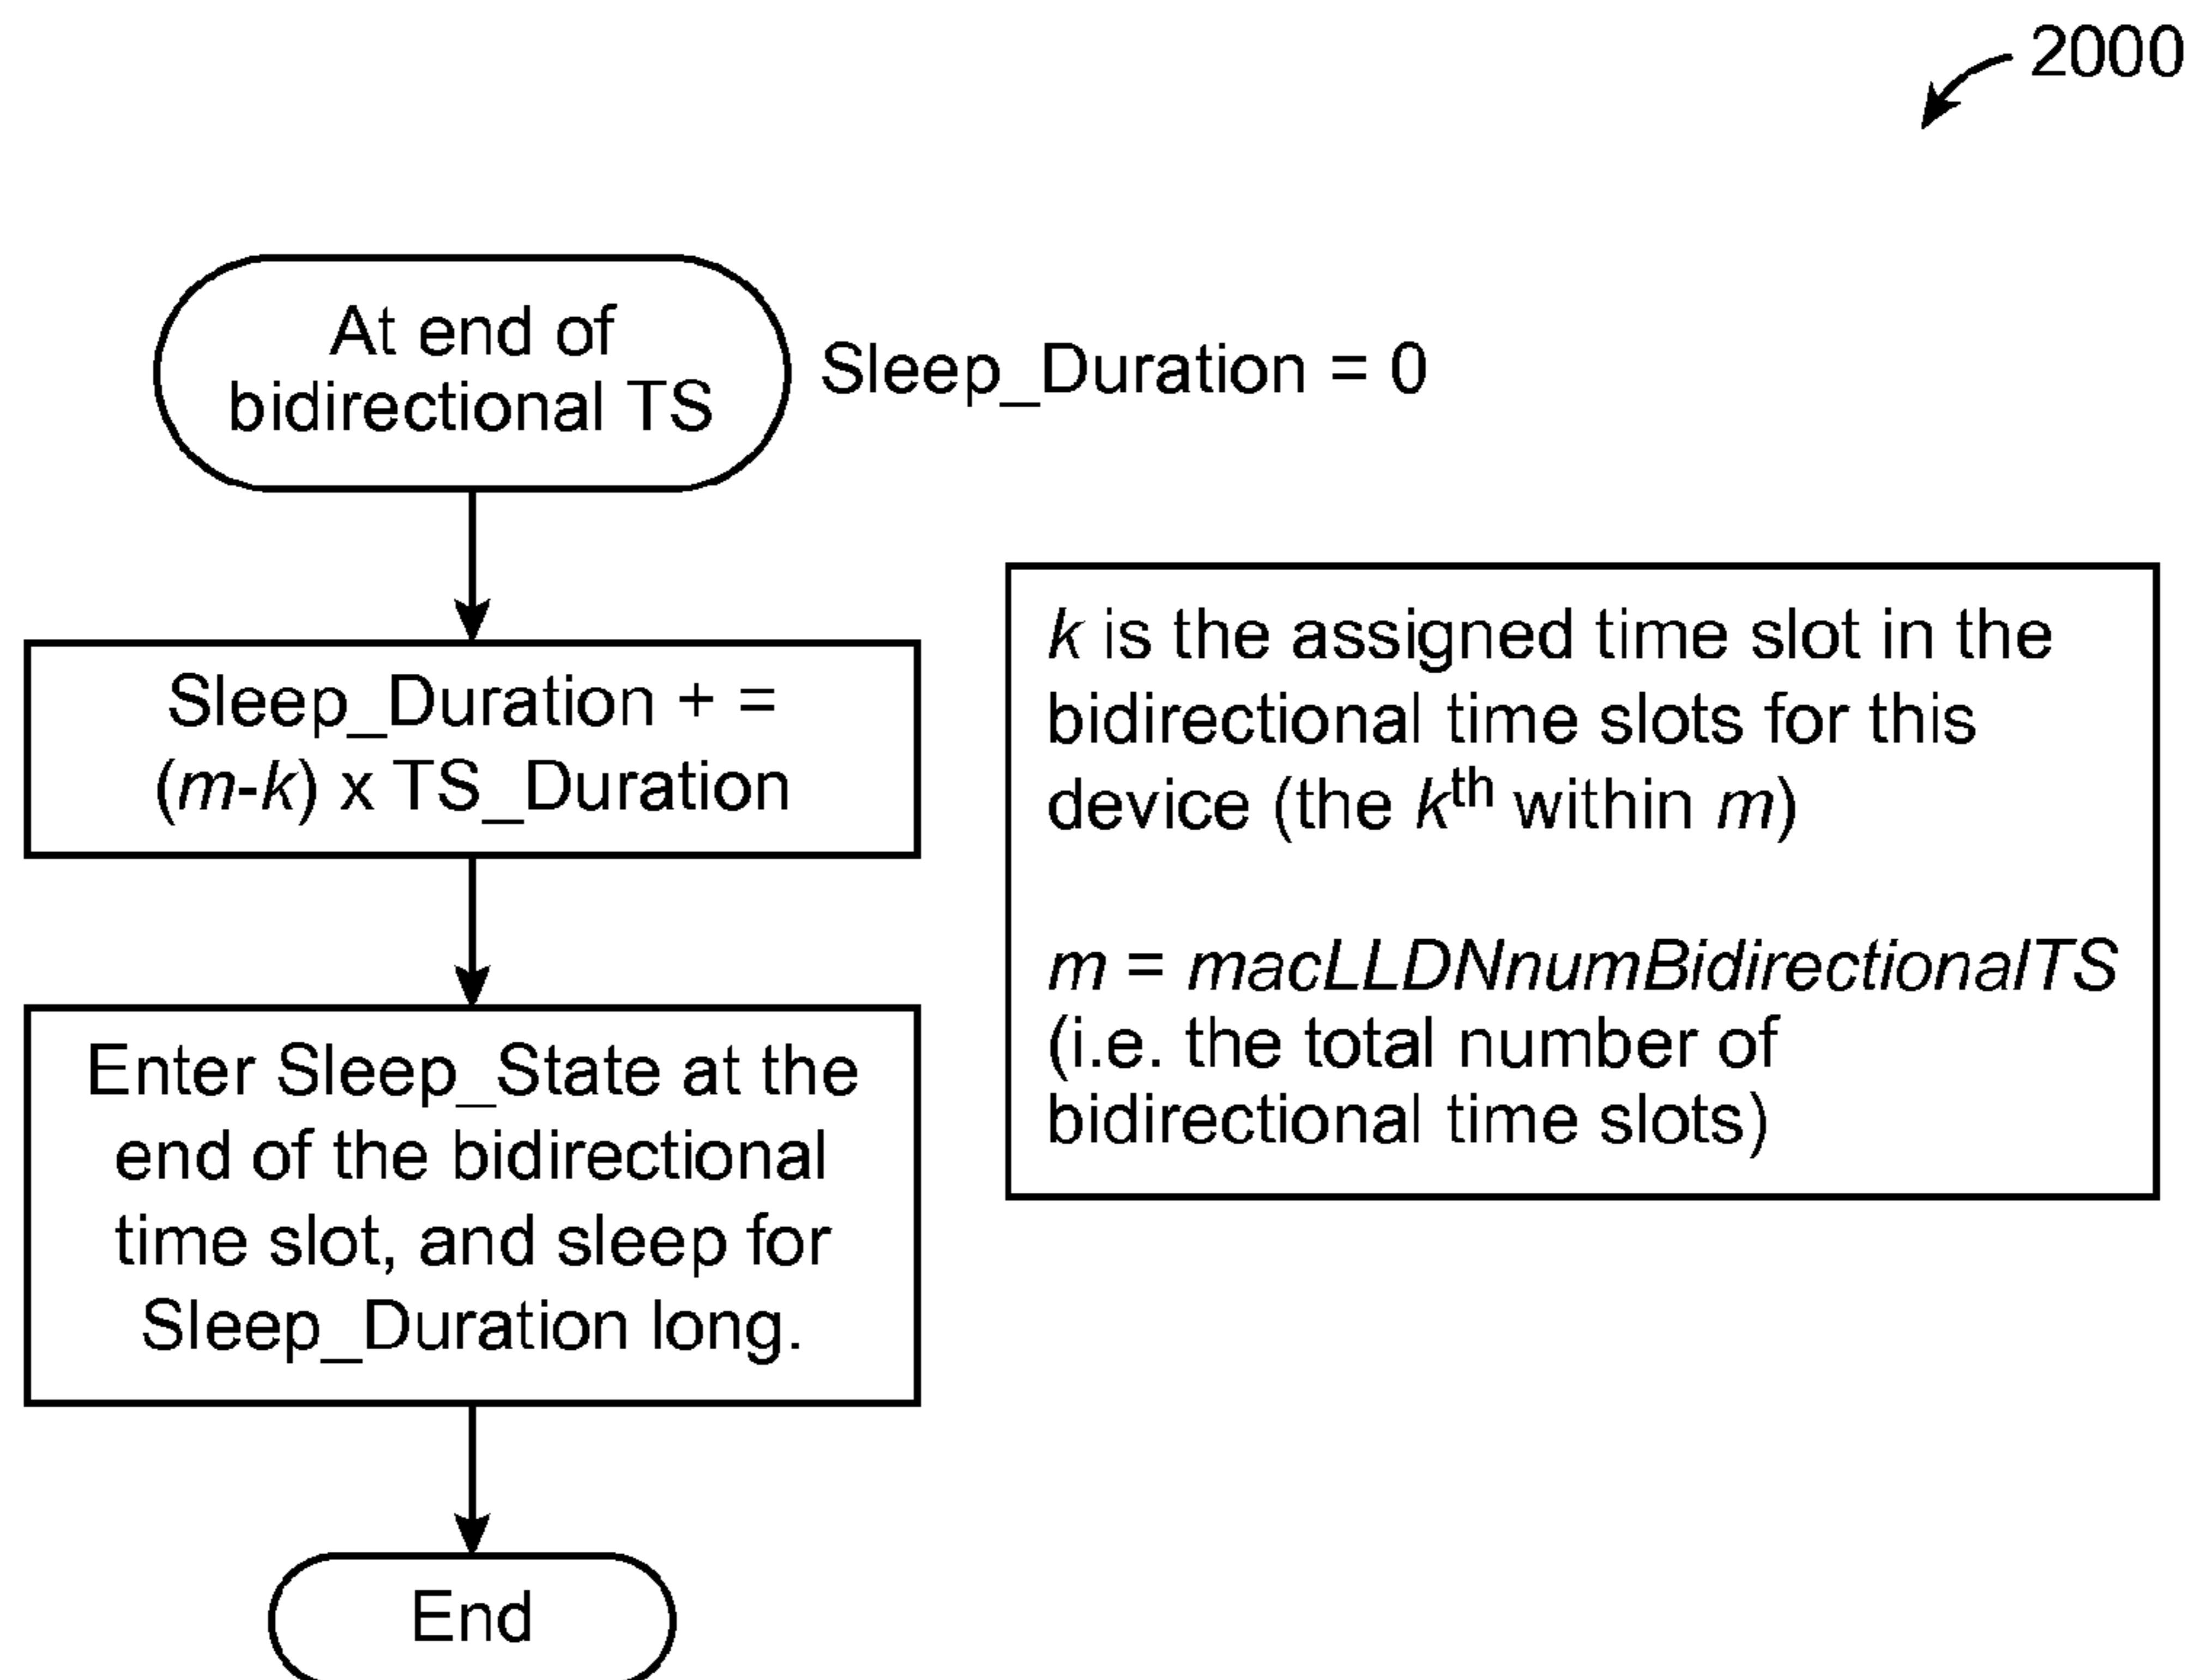 2000
At end of
bidirectional TS
Sleep_Duration = 0
Sleep_Duration + =
(m-k) x TS_Duration
Enter Sleep_State at the
end of the bidirectional
time slot, and sleep for
Sleep_Duration long.
End
k is the assigned time slot in the
bidirectional time slots for this
device (the kth within m)
m = macLLDNnumBidirectionalTS
(i.e. the total number of
bidirectional time slots)